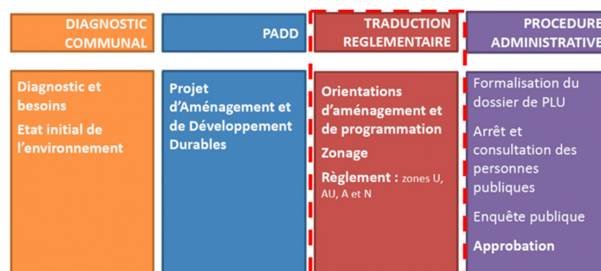 DIAGNOSTIC
COMMUNAL
PADD
TRADUCTION
REGLEMENTAIRE
PROCEDURE
ADMINISTRATIVE
Diagnostic et
besoins
Etat initial de
l'environnement
Projet
d'Aménagement et
de Développement
Durables
Orientations
d'aménagement et
de programmation
Zonage
Règlement : zones U,
AU, A et N
Formalisation du
dossier de PLU
Arrêt et
consultation des
personnes
publiques
Enquête publique
Approbation